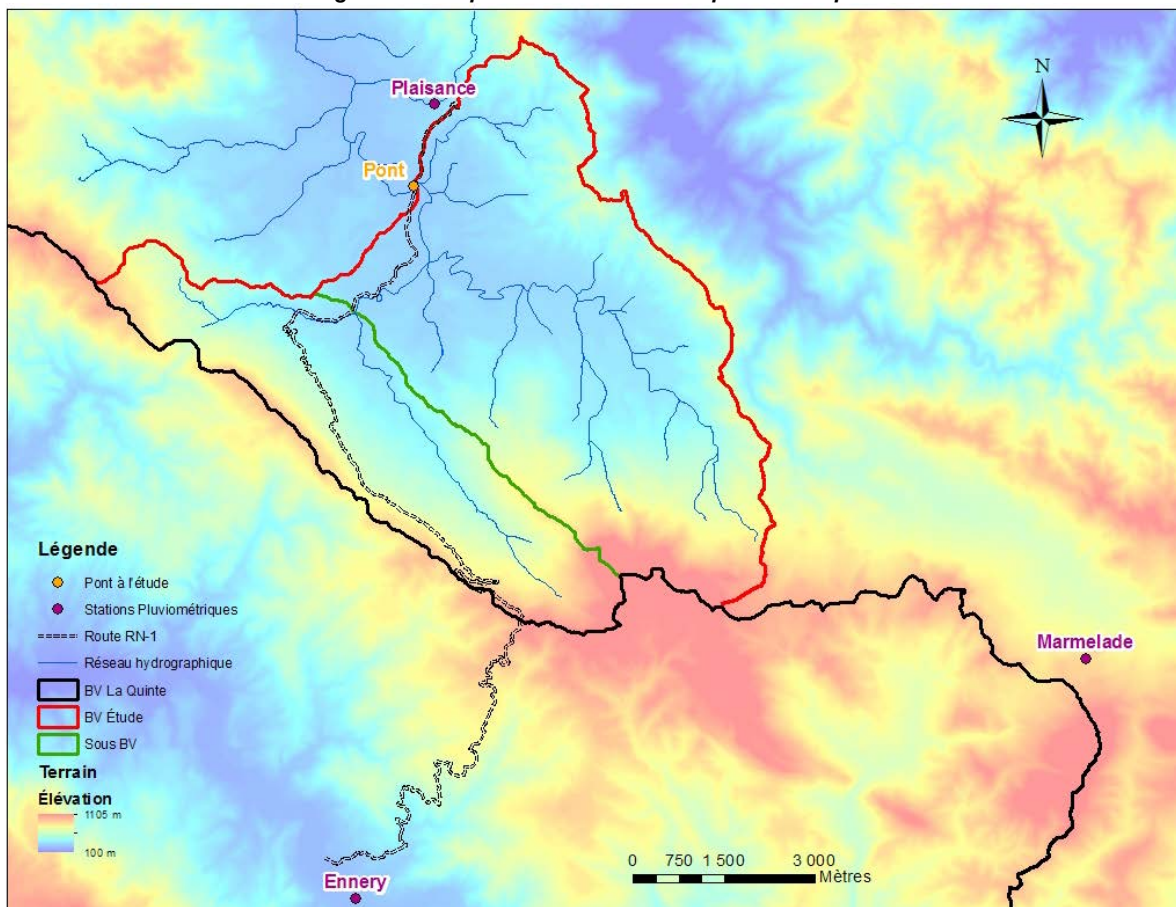 N
Plaisance
Pont
Légende
Pont à l'étude
Stations Pluviométriques
Route RN-1
Réseau hydrographique
BV La Quinte
BV Étude
Sous BV
Terrain
Élévation
1105 m
100 m
Marmelade
Ennery
0 750 1 500 3 000
Mètres